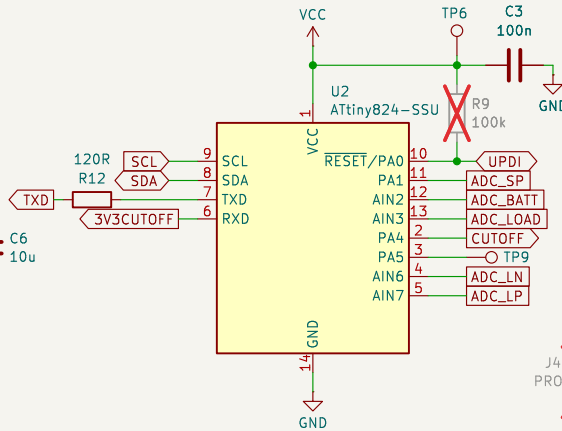 VCC
TP6
C3
100n
GND
U2
ATtiny824-SSU
R9
100k
1
VCC
120R
R12
SCL
9
SCL
RESET/PA0
10
UPDI
SDA
8
SDA
PA1
11
ADC_SP
TXD
7
TXD
AIN2
12
ADC_BATT
3V3CUTOFF
6
RXD
AIN3
13
ADC_LOAD
PA4
2
CUTOFF
C6
10u
PA5
3
TP9
AIN6
4
ADC_LN
AIN7
5
ADC_LP
GND
14
GND
J4
PRO